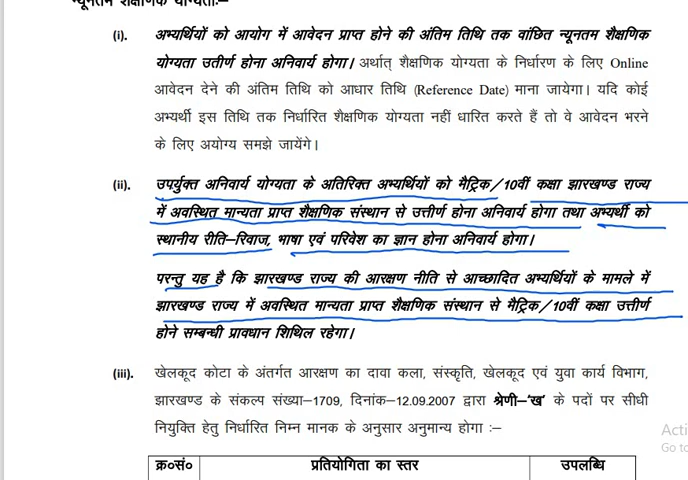 न्यूनतम शैक्षणिक योग्यताः–
(i). अभ्यर्थियों को आयोग में आवेदन प्राप्त होने की अंतिम तिथि तक वांछित न्यूनतम शैक्षणिक
योग्यता उतीर्ण होना अनिवार्य होगा। अर्थात् शैक्षणिक योग्यता के निर्धारण के लिए Online
आवेदन देने की अंतिम तिथि को आधार तिथि (Reference Date) माना जायेगा। यदि कोई
अभ्यर्थी इस तिथि तक निर्धारित शैक्षणिक योग्यता नहीं धारित करते हैं तो वे आवेदन भरने
के लिए अयोग्य समझे जायेंगे।
(ii). उपर्युक्त अनिवार्य योग्यता के अतिरिक्त अभ्यर्थियों को मैट्रिक/10वीं कक्षा झारखण्ड राज्य
में अवस्थित मान्यता प्राप्त शैक्षणिक संस्थान से उत्तीर्ण होना अनिवार्य होगा तथा अभ्यर्थी को
स्थानीय रीति–रिवाज, भाषा एवं परिवेश का ज्ञान होना अनिवार्य होगा।
परन्तु यह है कि झारखण्ड राज्य की आरक्षण नीति से आच्छादित अभ्यर्थियों के मामले में
झारखण्ड राज्य में अवस्थित मान्यता प्राप्त शैक्षणिक संस्थान से मैट्रिक/10वीं कक्षा उत्तीर्ण
होने सम्बन्धी प्रावधान शिथिल रहेगा।
(iii). खेलकूद कोटा के अंतर्गत आरक्षण का दावा कला, संस्कृति, खेलकूद एवं युवा कार्य विभाग,
झारखण्ड के संकल्प संख्या–1709, दिनांक–12.09.2007 द्वारा श्रेणी–'ख' के पदों पर सीधी
नियुक्ति हेतु निर्धारित निम्न मानक के अनुसार अनुमान्य होगा :–
Acti
Go to
क्र०सं० प्रतियोगिता का स्तर उपलब्धि